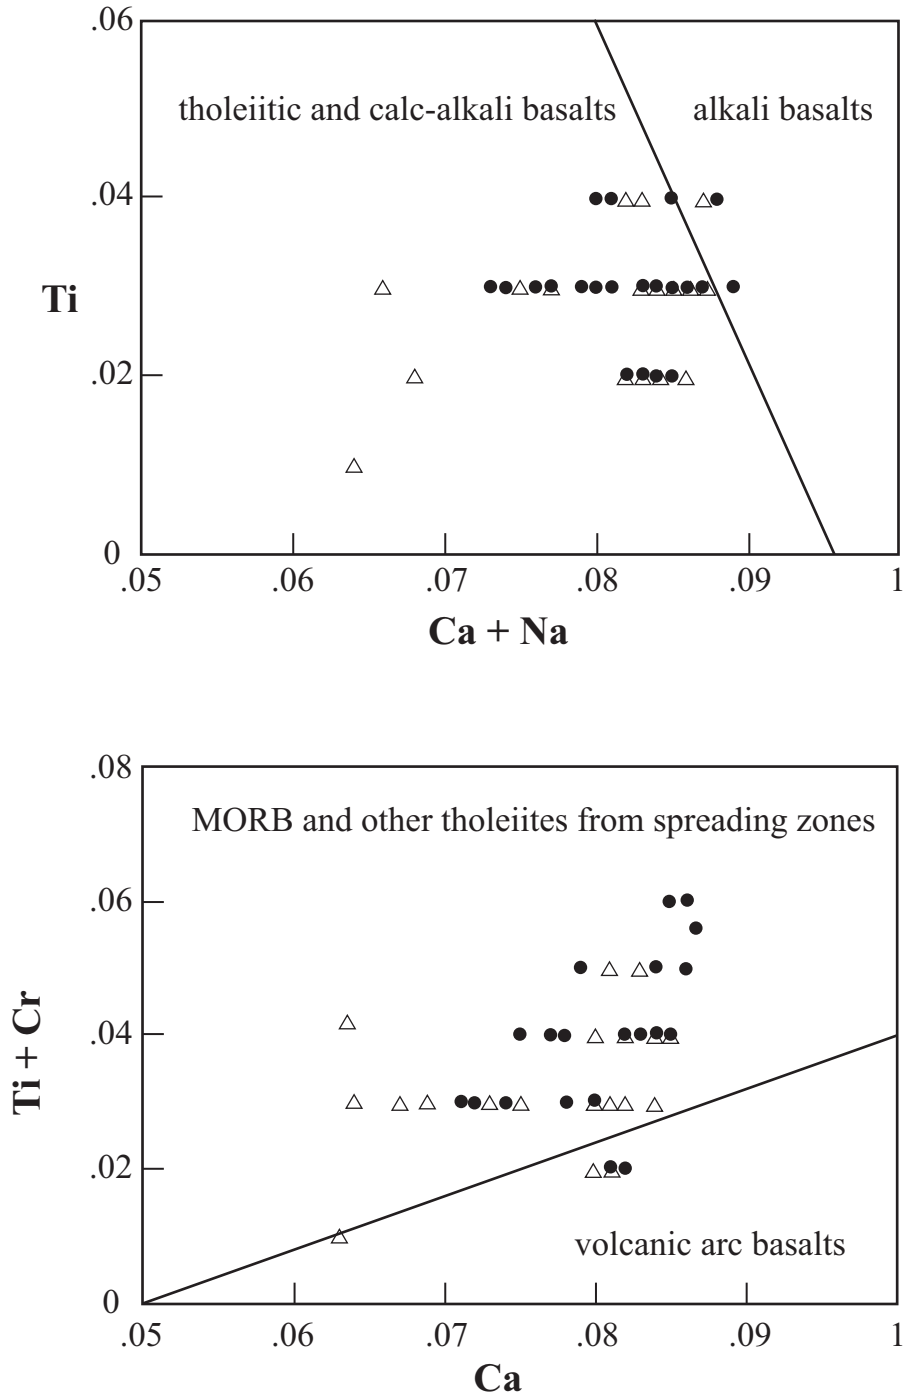 .06
tholeiitic and calc-alkali basalts
alkali basalts
.04
Ti
.02
0
.05
.06
.07
.08
.09
1
Ca + Na
.08
MORB and other tholeiites from spreading zones
.06
Ti + Cr
.04
.02
volcanic arc basalts
0
.05
.06
.07
.08
.09
1
Ca